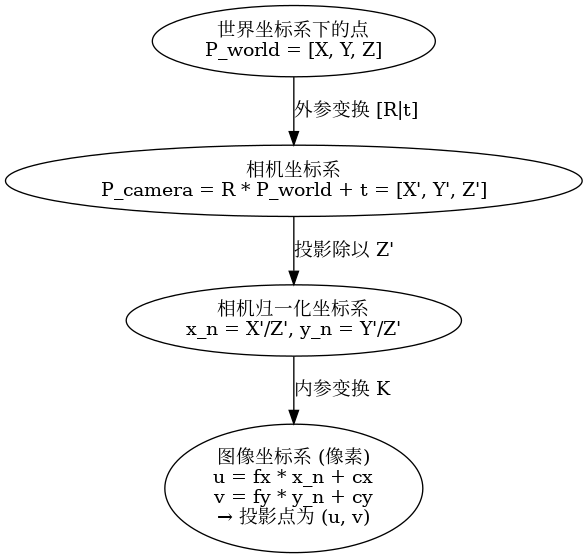 世界坐标系下的点
P_world = [X, Y, Z]
外参变换 [R|t]
相机坐标系
P_camera = R * P_world + t = [X', Y', Z']
投影除以 Z'
相机归一化坐标系
x_n = X'/Z', y_n = Y'/Z'
内参变换 K
图像坐标系 (像素)
u = fx * x_n + cx
v = fy * y_n + cy
→ 投影点为 (u, v)